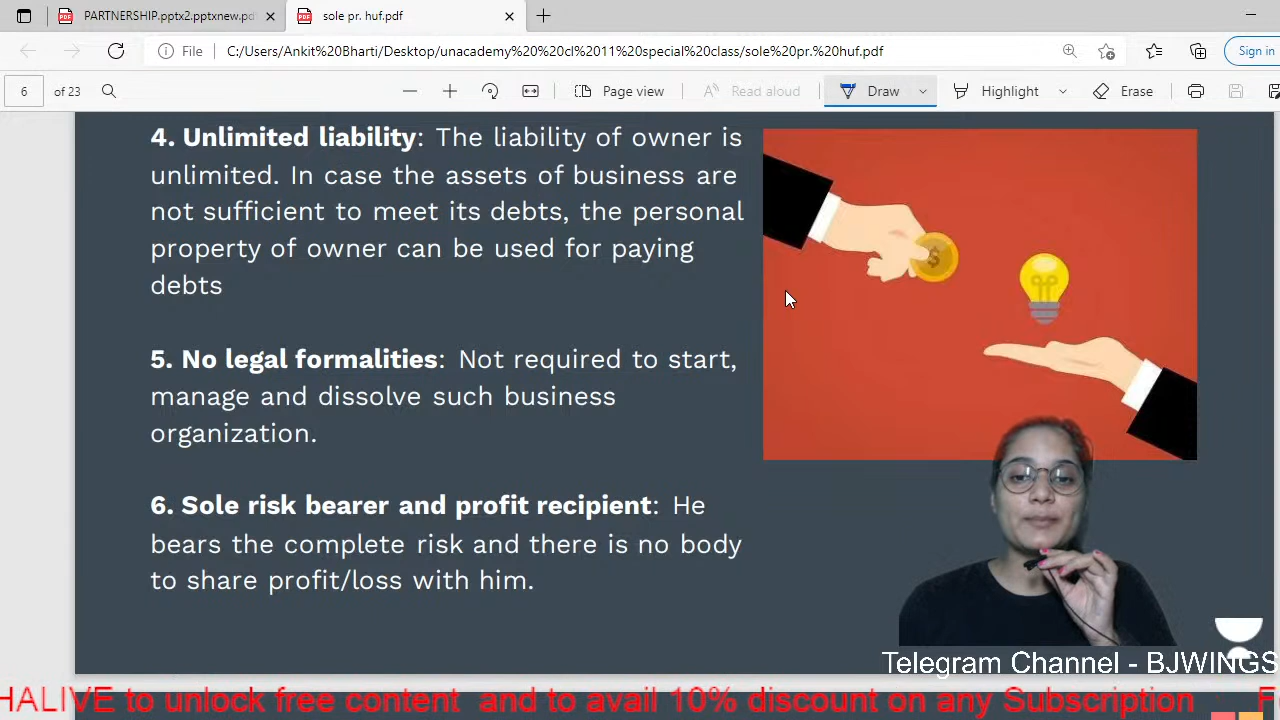 PARTNERSHIP.pptx2.pptxnew.pdf
sole pr. huf.pdf
File
C:/Users/Ankit%20Bharti/Desktop/unacademy%20%20cl%2011%20special%20class/sole%20pr.%20huf.pdf
Sign in
6 of 23
Page view
Read aloud
Draw
Highlight
Erase
4. Unlimited liability: The liability of owner is
unlimited. In case the assets of business are
not sufficient to meet its debts, the personal
property of owner can be used for paying
debts
5. No legal formalities: Not required to start,
manage and dissolve such business
organization.
6. Sole risk bearer and profit recipient: He
bears the complete risk and there is no body
to share profit/loss with him.
$
Telegram Channel - BJWINGS
HALIVE to unlock free content and to avail 10% discount on any Subscription F